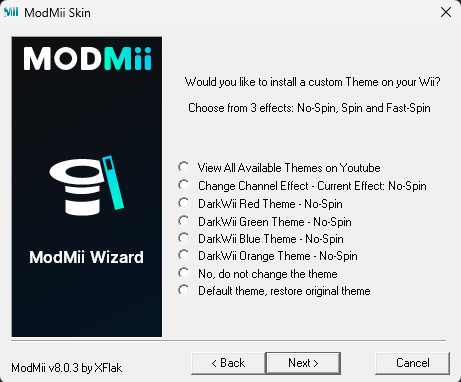 ModMii Skin
MODMii
Would you like to install a custom Theme on your Wii?
Choose from 3 effects: No-Spin, Spin and Fast-Spin
View All Available Themes on Youtube
Change Channel Effect - Current Effect: No-Spin
DarkWii Red Theme - No-Spin
DarkWii Green Theme - No-Spin
DarkWii Blue Theme - No-Spin
DarkWii Orange Theme - No-Spin
No, do not change the theme
Default theme, restore original theme
ModMii Wizard
ModMii v8.0.3 by XFlak
< Back
Next >
Cancel